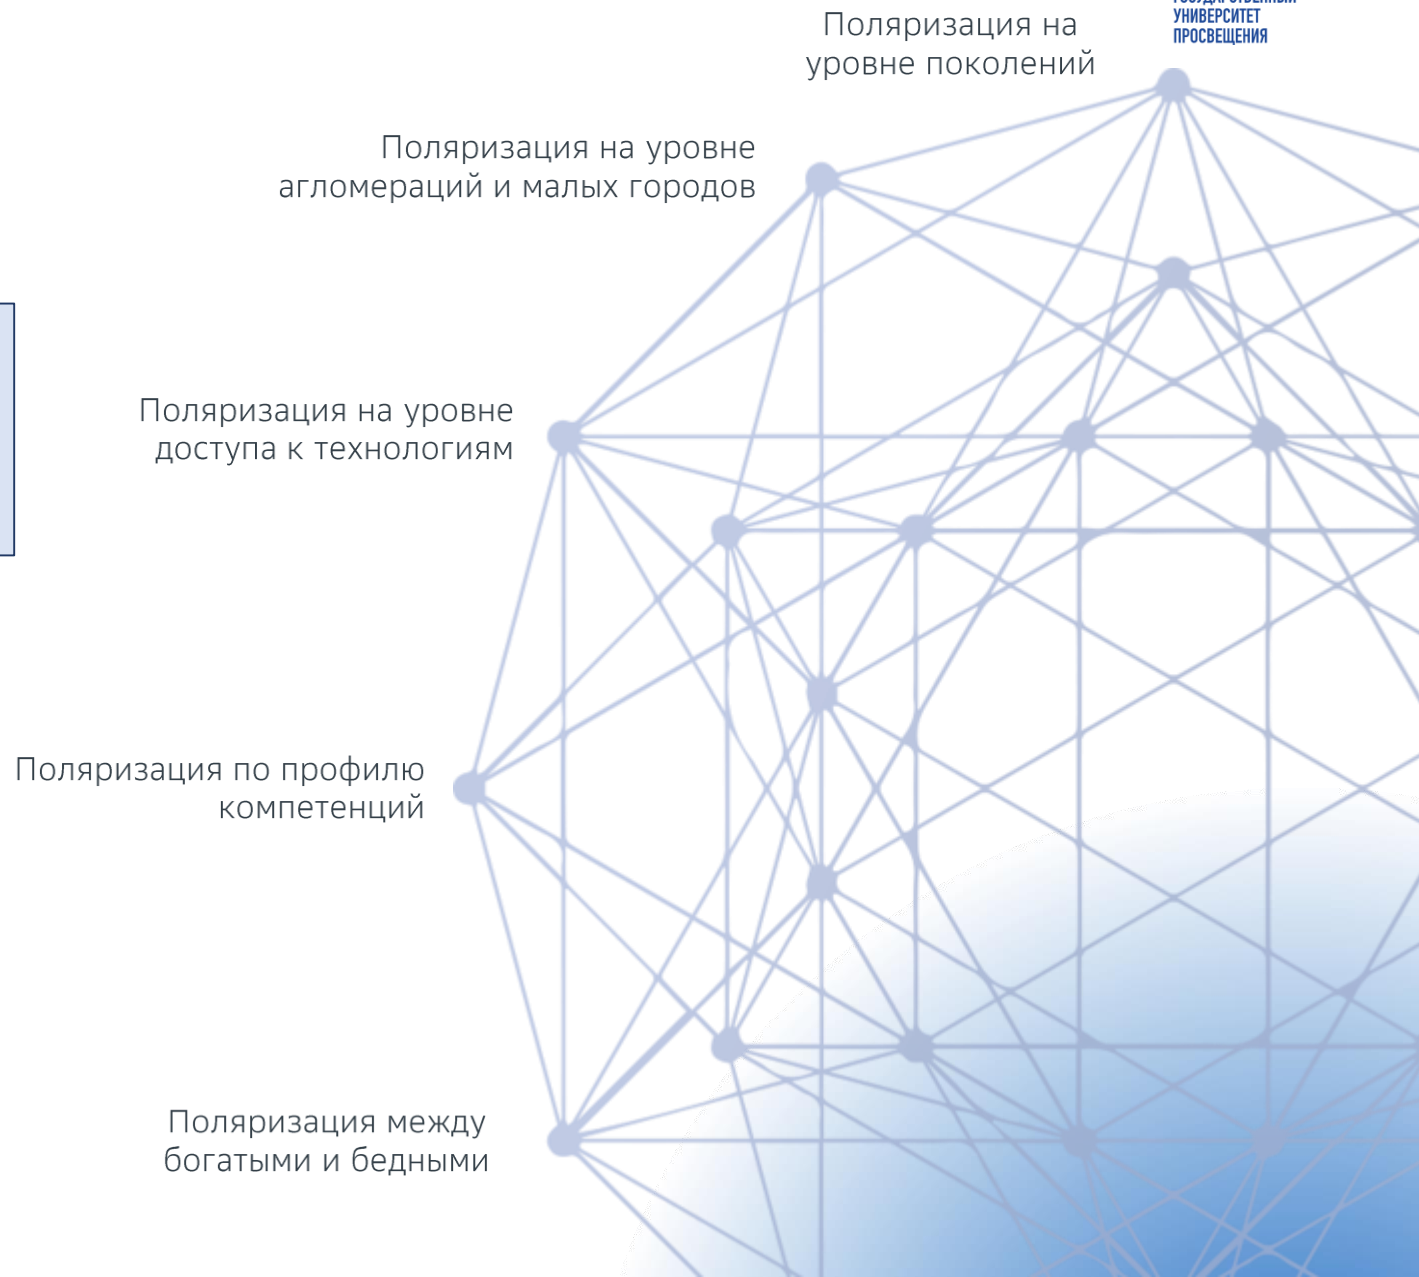 Поляризация на
уровне поколений
УНИВЕРСИТЕТ
ПРОСВЕЩЕНИЯ
Поляризация на уровне
агломераций и малых городов
Поляризация на уровне
доступа к технологиям
Поляризация по профилю
компетенций
Поляризация между
богатыми и бедными